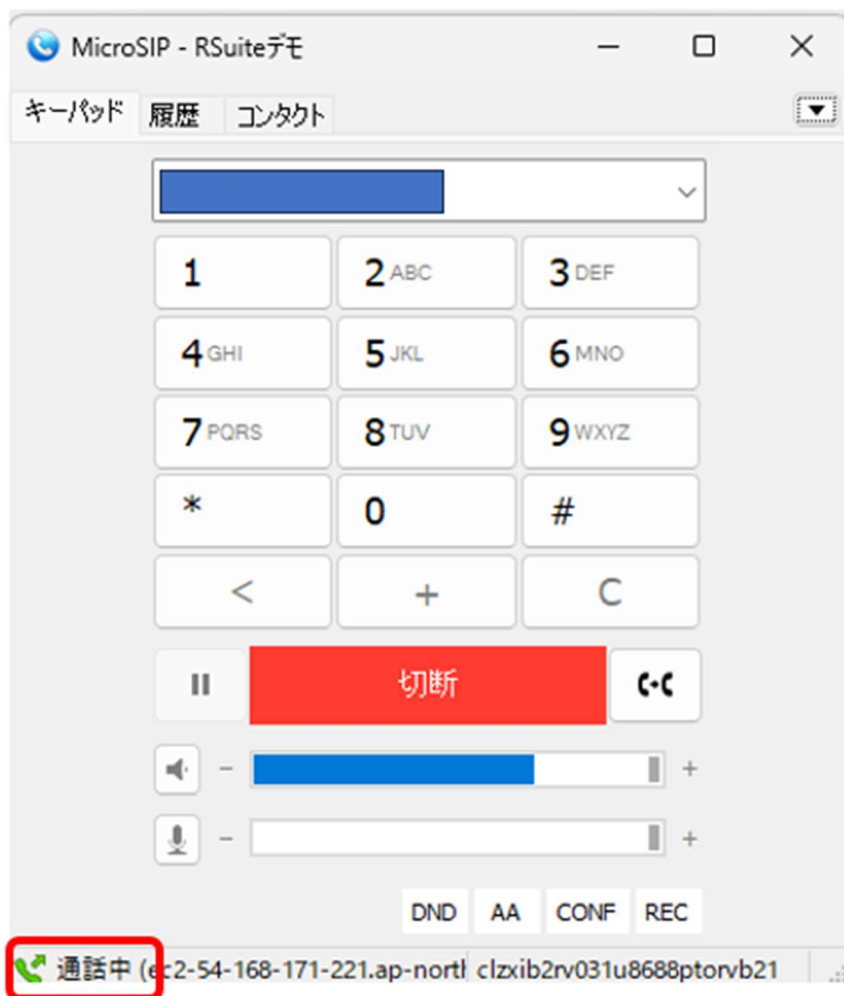 MicroSIP - RSuiteデモ
キーパッド 履歴 コンタクト
1 2 ABC 3 DEF
4 GHI 5 JKL 6 MNO
7 PQRS 8 TUV 9 WXYZ
* 0 #
< + C
切断
- +
- +
DND AA CONF REC
通話中 (ec2-54-168-171-221.ap-north clzxib2rv031u8688ptorvb21